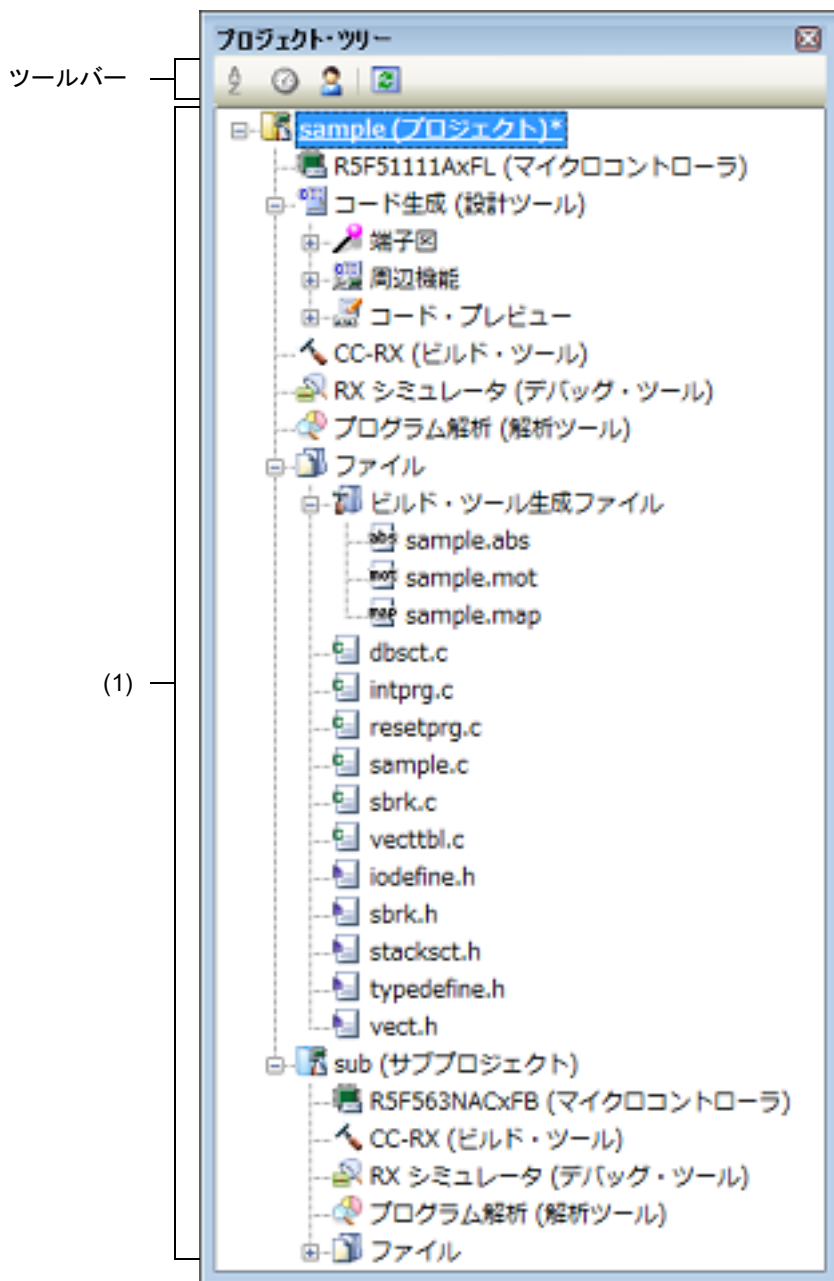 プロジェクト・ツリー
ツールバー
sample (プロジェクト)*
R5F51111AxFL (マイクロコントローラ)
コード生成 (設計ツール)
端子図
周辺機能
コード・プレビュー
CC-RX (ビルド・ツール)
RX シミュレータ (デバッグ・ツール)
プログラム解析 (解析ツール)
ファイル
ビルド・ツール生成ファイル
sample.abs
sample.mot
sample.map
dbsct.c
intprg.c
(1)
resetprg.c
sample.c
sbrk.c
vecttbl.c
iodefine.h
sbrk.h
stacksct.h
typedefine.h
vect.h
sub (サブプロジェクト)
R5F563NACxFB (マイクロコントローラ)
CC-RX (ビルド・ツール)
RX シミュレータ (デバッグ・ツール)
プログラム解析 (解析ツール)
ファイル